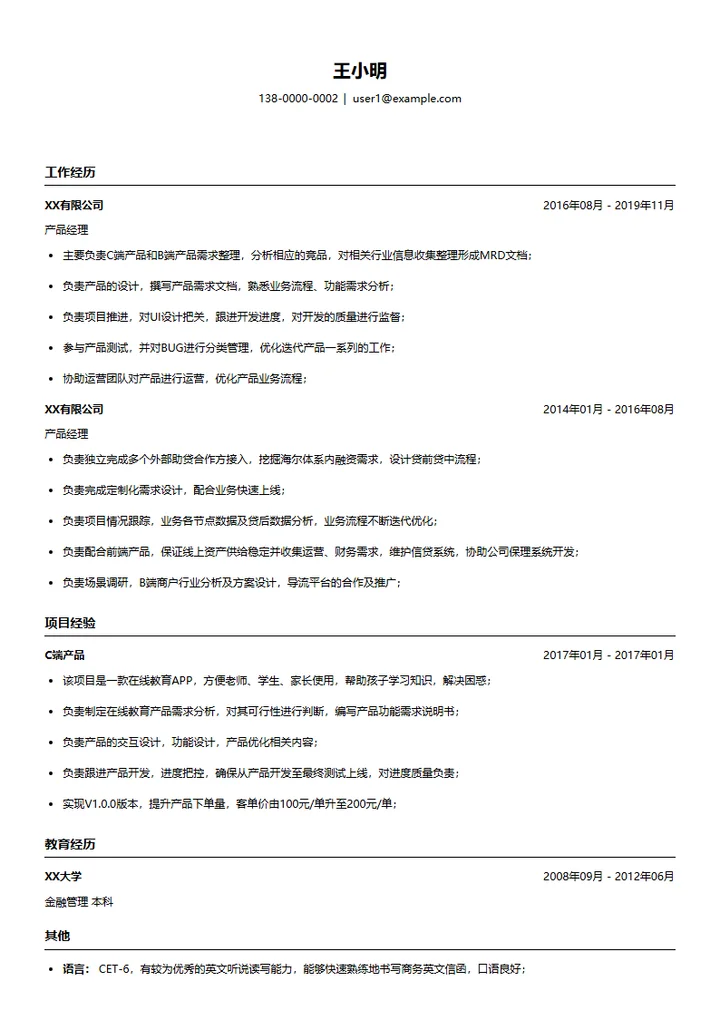 王小明
138-0000-0002 | user1@example.com
工作经历
XX有限公司 2016年08月 - 2019年11月
产品经理
• 主要负责C端产品和B端产品需求整理，分析相应的竞品，对相关行业信息收集整理形成MRD文档；
• 负责产品的设计，撰写产品需求文档，熟悉业务流程、功能需求分析；
• 负责项目推进，对UI设计把关，跟进开发进度，对开发的质量进行监督；
• 参与产品测试，并对BUG进行分类管理，优化迭代产品一系列的工作；
• 协助运营团队对产品进行运营，优化产品业务流程；
XX有限公司 2014年01月 - 2016年08月
产品经理
• 负责独立完成多个外部助贷合作方接入，挖掘海尔体系内融资需求，设计贷前贷中流程；
• 负责完成定制化需求设计，配合业务快速上线；
• 负责项目情况跟踪，业务各节点数据及贷后数据分析，业务流程不断迭代优化；
• 负责配合前端产品，保证线上资产供给稳定并收集运营、财务需求，维护信贷系统，协助公司保理系统开发；
• 负责场景调研，B端商户行业分析及方案设计，导流平台的合作及推广；
项目经验
C端产品 2017年01月 - 2017年01月
• 该项目是一款在线教育APP，方便老师、学生、家长使用，帮助孩子学习知识，解决困惑；
• 负责制定在线教育产品需求分析，对其可行性进行判断，编写产品功能需求说明书；
• 负责产品的交互设计，功能设计，产品优化相关内容；
• 负责跟进产品开发，进度把控，确保从产品开发至最终测试上线，对进度质量负责；
• 实现V1.0.0版本，提升产品下单量，客单价由100元/单升至200元/单；
教育经历
XX大学 2008年09月 - 2012年06月
金融管理 本科
其他
• 语言： CET-6，有较为优秀的英文听说读写能力，能够快速熟练地书写商务英文信函，口语良好；